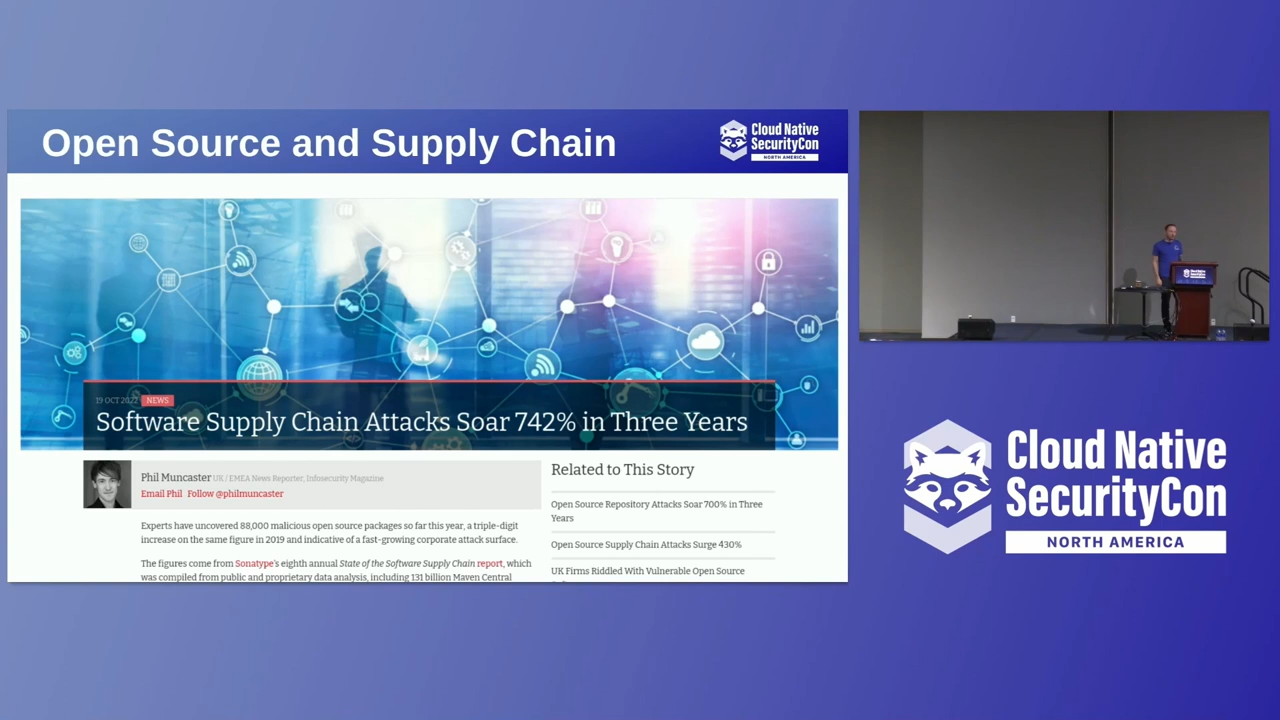 Open Source and Supply Chain
Cloud Native
SecurityCon
NORTH AMERICA
19 OCT 2022 NEWS
Software Supply Chain Attacks Soar 742% in Three Years
Phil Muncaster UK / EMEA News Reporter, Infosecurity Magazine
Email Phil Follow @philmuncaster
Experts have uncovered 88,000 malicious open source packages so far this year, a triple-digit
increase on the same figure in 2019 and indicative of a fast-growing corporate attack surface.
The figures come from Sonatype's eighth annual State of the Software Supply Chain report, which
was compiled from public and proprietary data analysis, including 131 billion Maven Central
Related to This Story
Open Source Repository Attacks Soar 700% in Three
Years
Open Source Supply Chain Attacks Surge 430%
UK Firms Riddled With Vulnerable Open Source
Cloud Native
SecurityCon
NORTH AMERICA